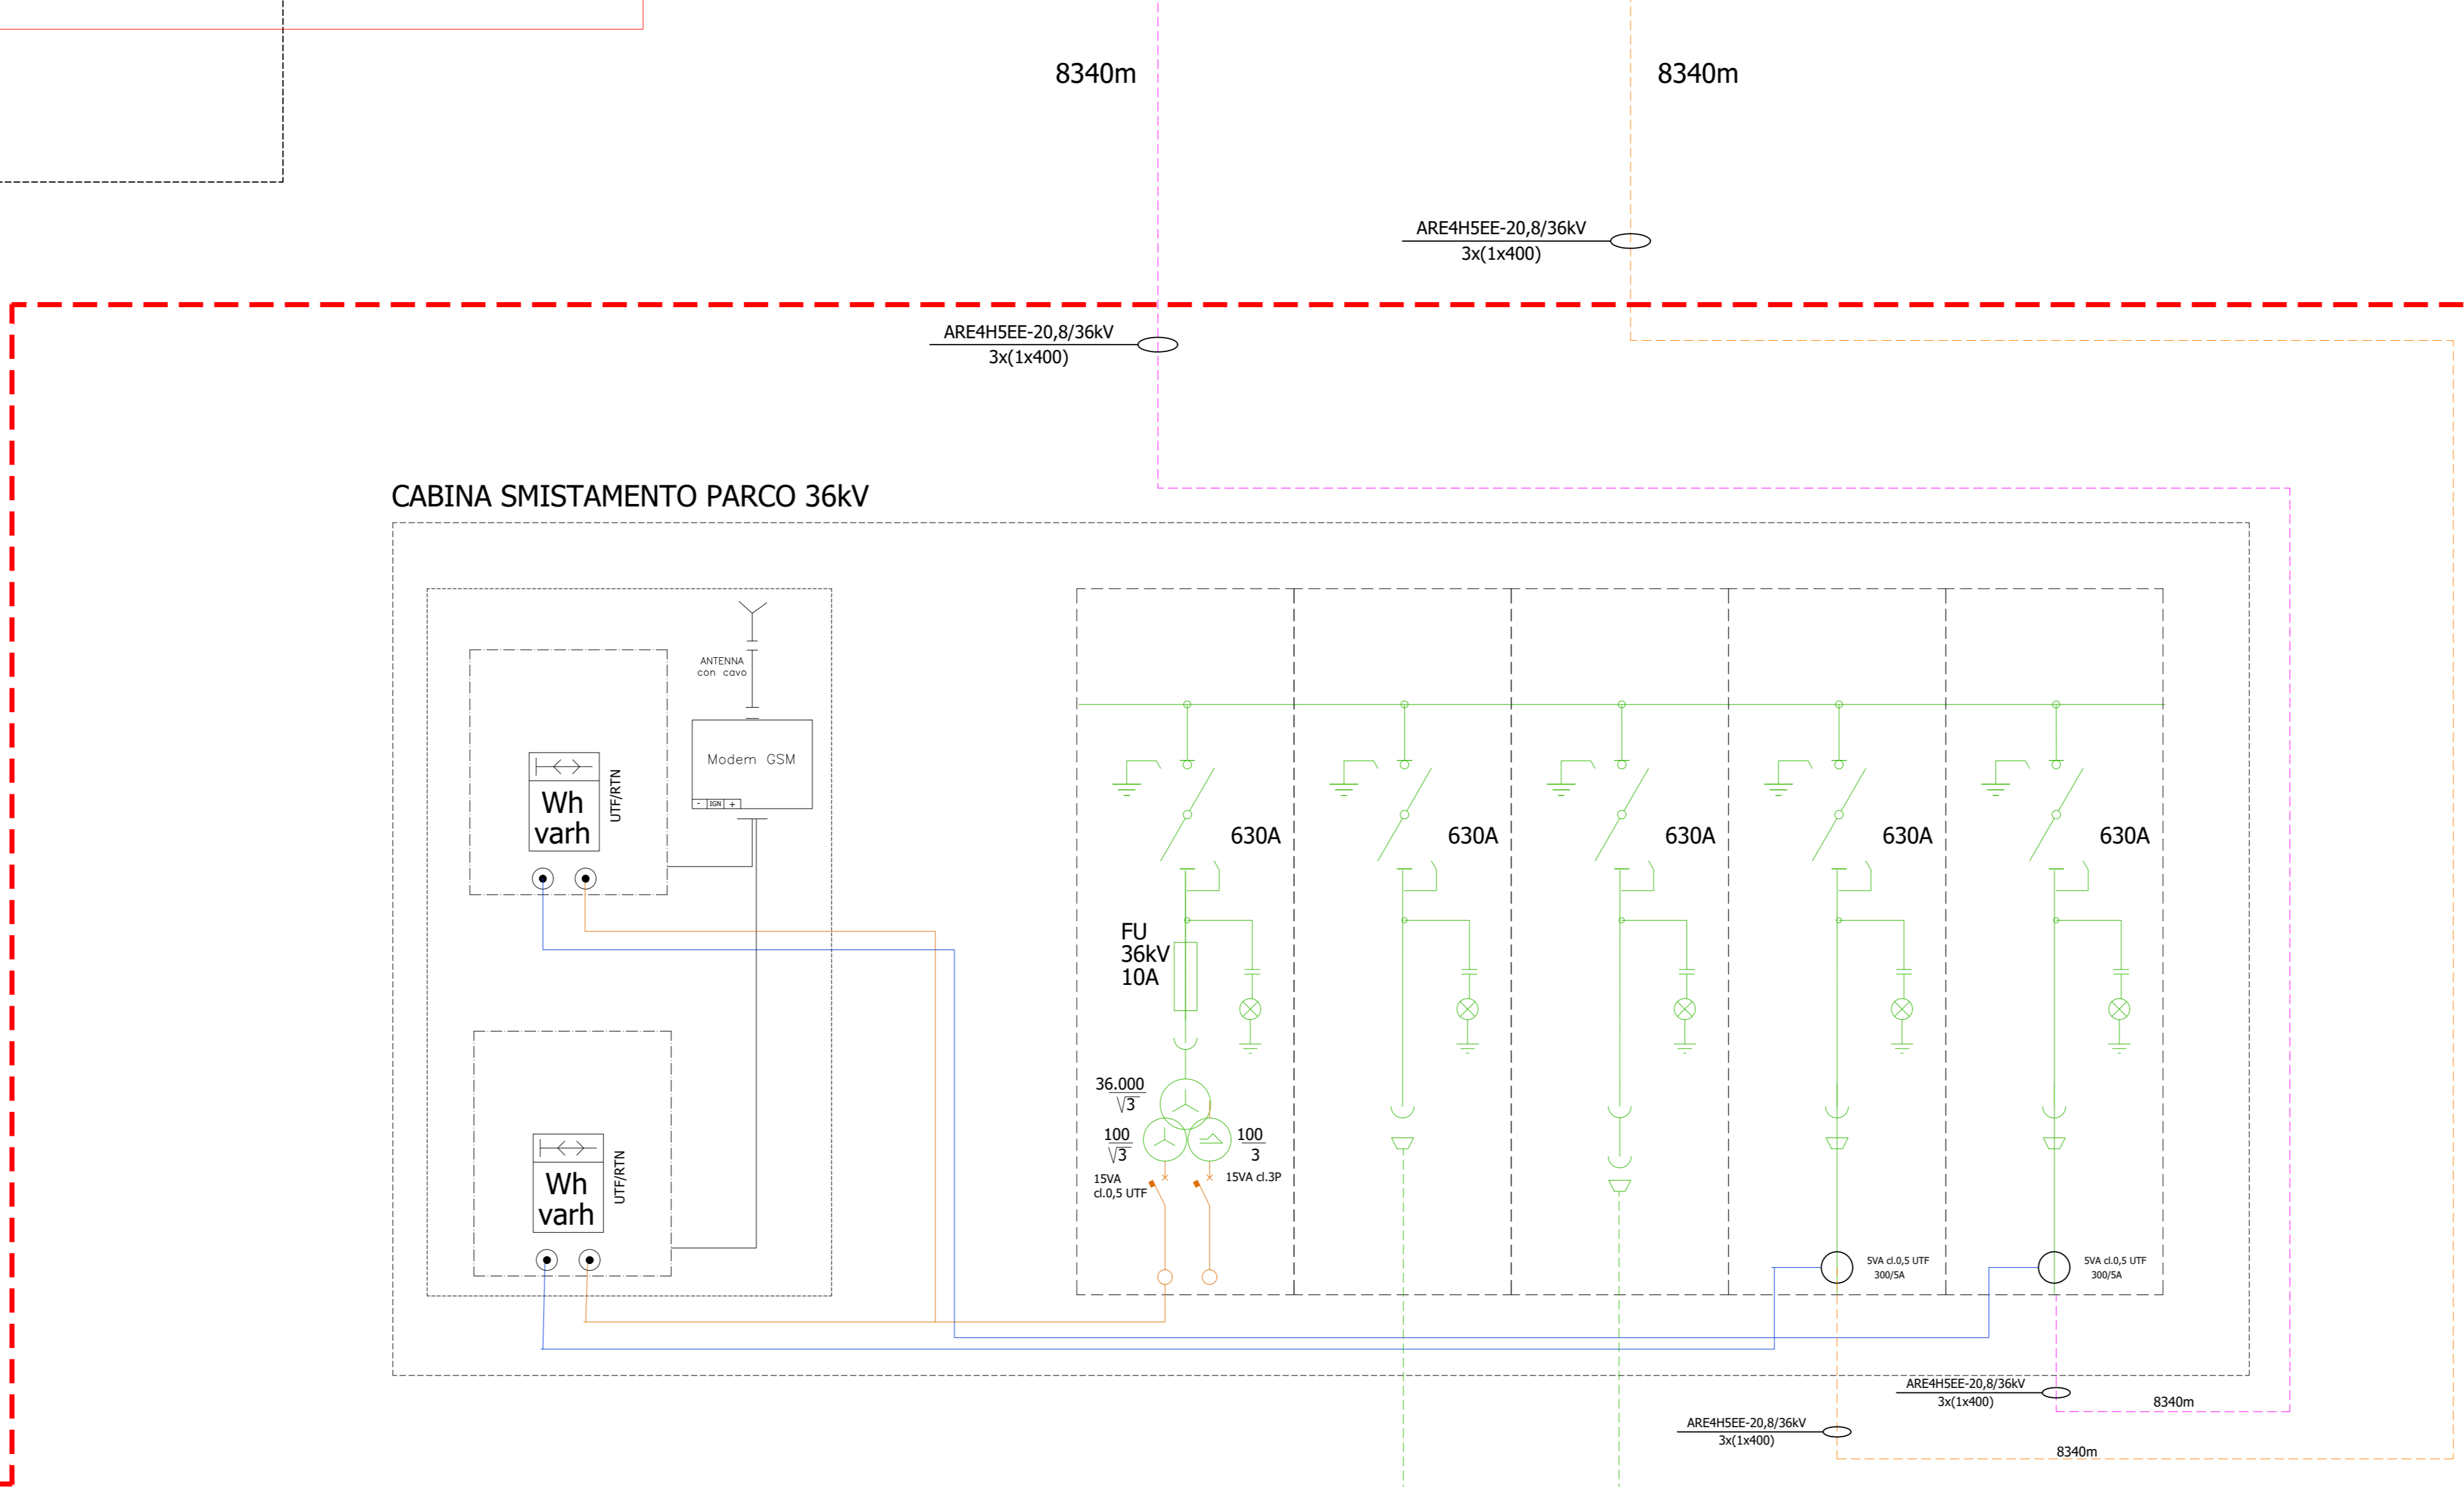 8340m
8340m
ARE4H5EE-20,8/36kV
3x(1x400)
ARE4H5EE-20,8/36kV
3x(1x400)
CABINA SMISTAMENTO PARCO 36kV
ANTENNA
con cavo
Modem GSM
- IGN +
Wh
varh
UTF/RTN
630A
630A
630A
630A
630A
FU
36kV
10A
36.000
√3
100
√3
100
3
15VA
cl.0,5 UTF
15VA cl.3P
Wh
varh
UTF/RTN
5VA cl.0,5 UTF
300/5A
5VA cl.0,5 UTF
300/5A
ARE4H5EE-20,8/36kV
3x(1x400)
8340m
ARE4H5EE-20,8/36kV
3x(1x400)
8340m